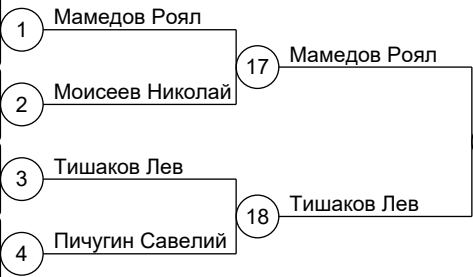 1 Мамедов Роял
17 Мамедов Роял
2 Моисеев Николай
3 Тишаков Лев
18 Тишаков Лев
4 Пичугин Савелий